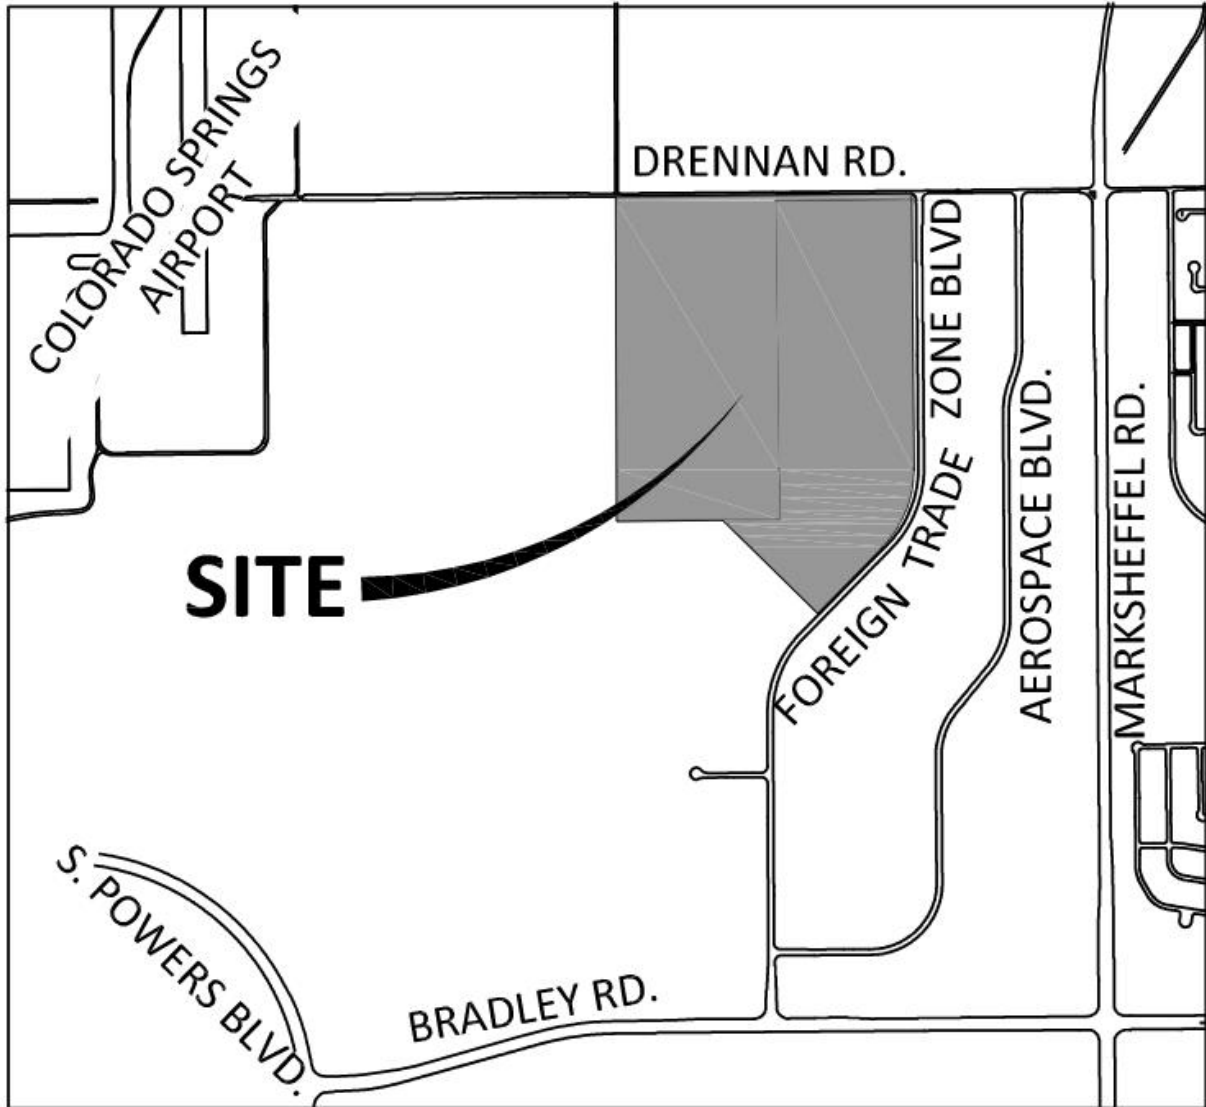 COLORADO SPRINGS
AIRPORT
DRENNAN RD.
FOREIGN TRADE ZONE BLVD
AEROSPACE BLVD.
MARKSHEFFEL RD.
SITE
S. POWERS BLVD.
BRADLEY RD.